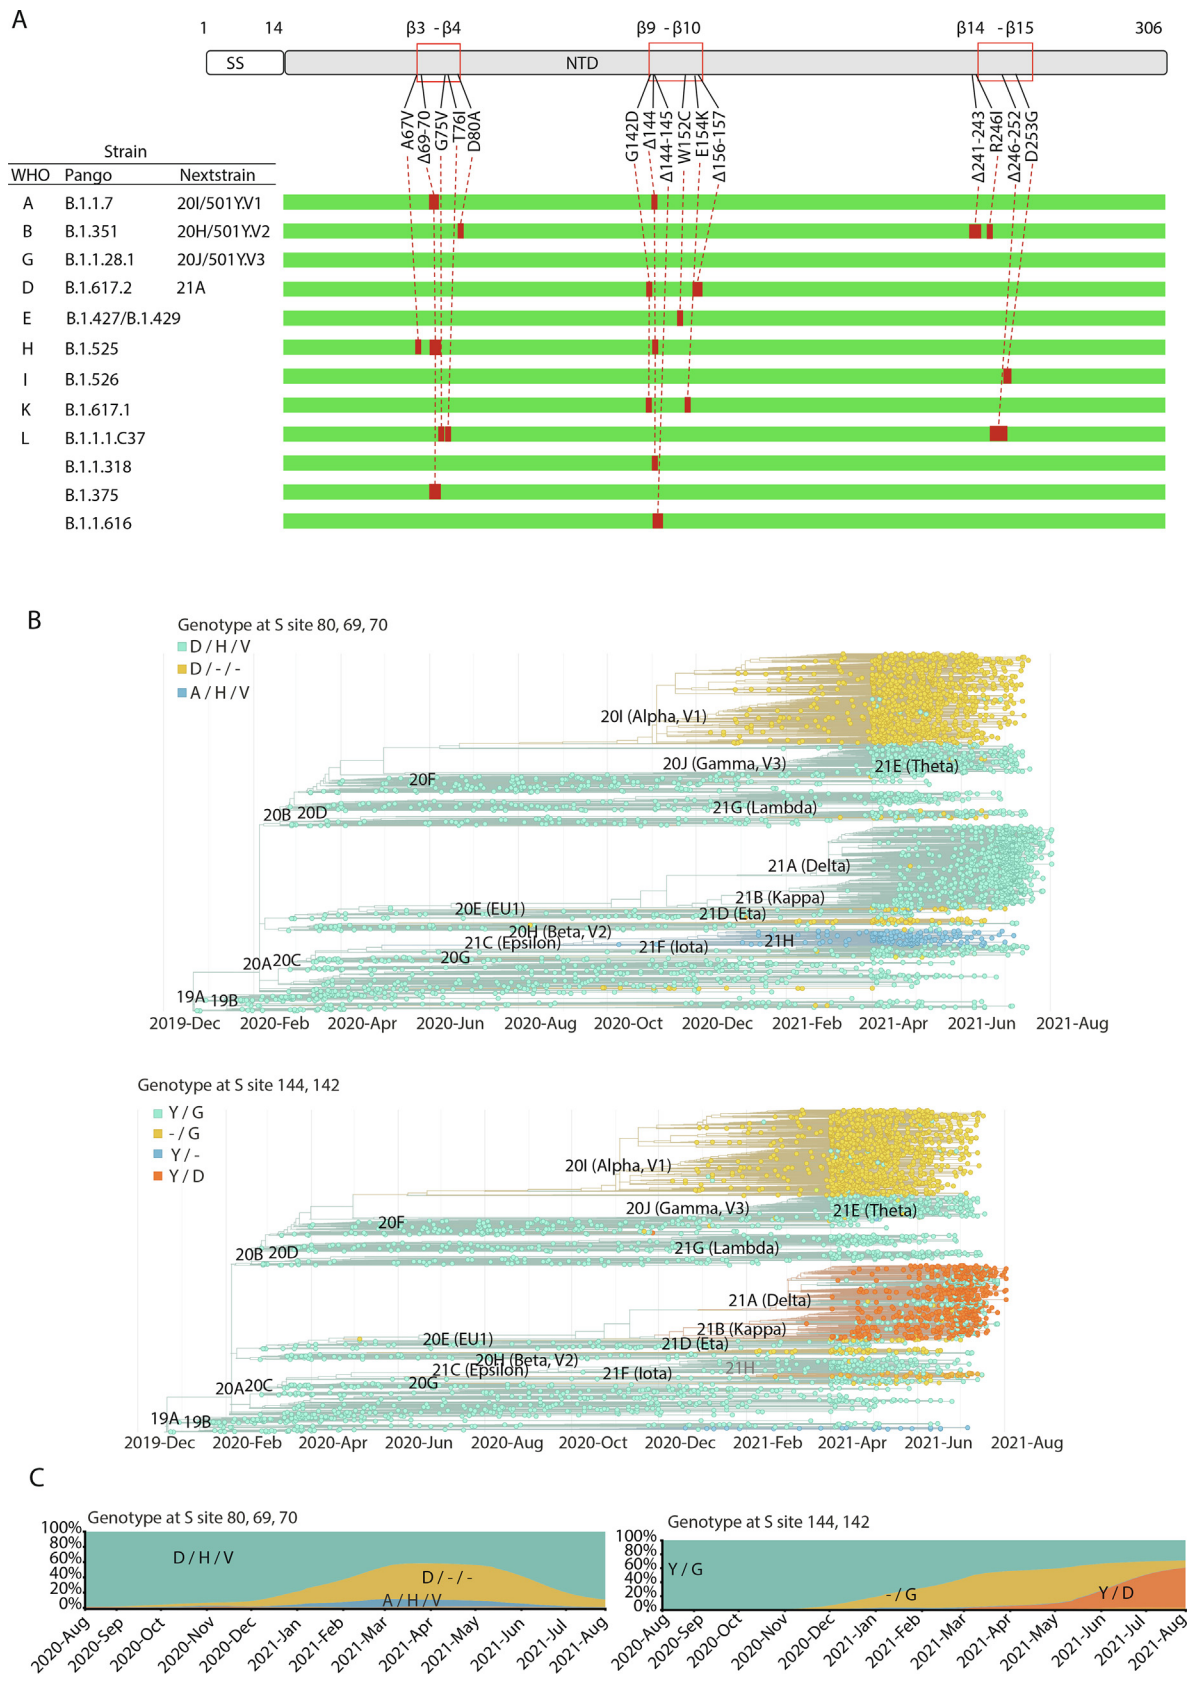 A
1 14 β3 - β4 β9 - β10 β14 - β15 306
SS NTD
A67V
Δ69-70
G75V
T76I
D80A
G142D
Δ144
Δ144-145
W152C
E154K
Δ156-157
Δ241-243
R246I
Δ246-252
D253G
Strain
WHO Pango Nextstrain
A B.1.1.7 20I/501Y.V1
B B.1.351 20H/501Y.V2
G B.1.1.28.1 20J/501Y.V3
D B.1.617.2 21A
E B.1.427/B.1.429
H B.1.525
I B.1.526
K B.1.617.1
L B.1.1.1.C37
B.1.1.318
B.1.375
B.1.1.616
B
Genotype at S site 80, 69, 70
D / H / V
D / - / -
A / H / V
20I (Alpha, V1)
20J (Gamma, V3) 21E (Theta)
20F
20B 20D 21G (Lambda)
21A (Delta)
21B (Kappa)
20E (EU1) 21D (Eta)
20H (Beta, V2)
21C (Epsilon) 21F (Iota) 21H
20A 20C 20G
19A 19B
2019-Dec 2020-Feb 2020-Apr 2020-Jun 2020-Aug 2020-Oct 2020-Dec 2021-Feb 2021-Apr 2021-Jun 2021-Aug
Genotype at S site 144, 142
Y / G
- / G
Y / -
Y / D
20I (Alpha, V1)
20J (Gamma, V3) 21E (Theta)
20F
20B 20D 21G (Lambda)
21A (Delta)
21B (Kappa)
20E (EU1) 21D (Eta)
20H (Beta, V2)
21C (Epsilon) 21F (Iota) 21H
20A 20C 20G
19A 19B
2019-Dec 2020-Feb 2020-Apr 2020-Jun 2020-Aug 2020-Oct 2020-Dec 2021-Feb 2021-Apr 2021-Jun 2021-Aug
C
Genotype at S site 80, 69, 70
100%
80%
60%
40%
20%
0%
D / H / V
D / - / -
A / H / V
2020-Aug
2020-Sep
2020-Oct
2020-Nov
2020-Dec
2021-Jan
2021-Feb
2021-Mar
2021-Apr
2021-May
2021-Jun
2021-Jul
2021-Aug
Genotype at S site 144, 142
100%
80%
60%
40%
20%
0%
Y / G
- / G
Y / D
2020-Aug
2020-Sep
2020-Oct
2020-Nov
2020-Dec
2021-Jan
2021-Feb
2021-Mar
2021-Apr
2021-May
2021-Jun
2021-Jul
2021-Aug